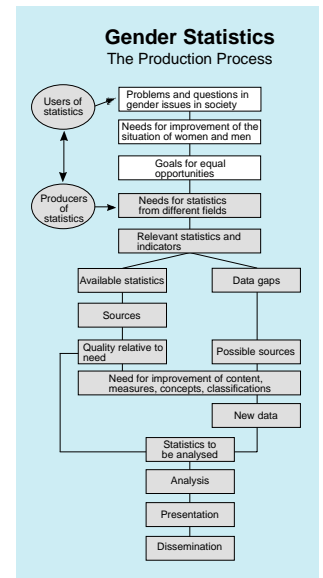 Gender Statistics
The Production Process
Users of
statistics
Problems and questions in
gender issues in society
Needs for improvement of the
situation of women and men
Goals for equal
opportunities
Producers
of
statistics
Needs for statistics
from different fields
Relevant statistics and
indicators
Available statistics
Data gaps
Sources
Quality relative to
need
Possible sources
Need for improvement of content,
measures, concepts, classifications
New data
Statistics to
be analysed
Analysis
Presentation
Dissemination